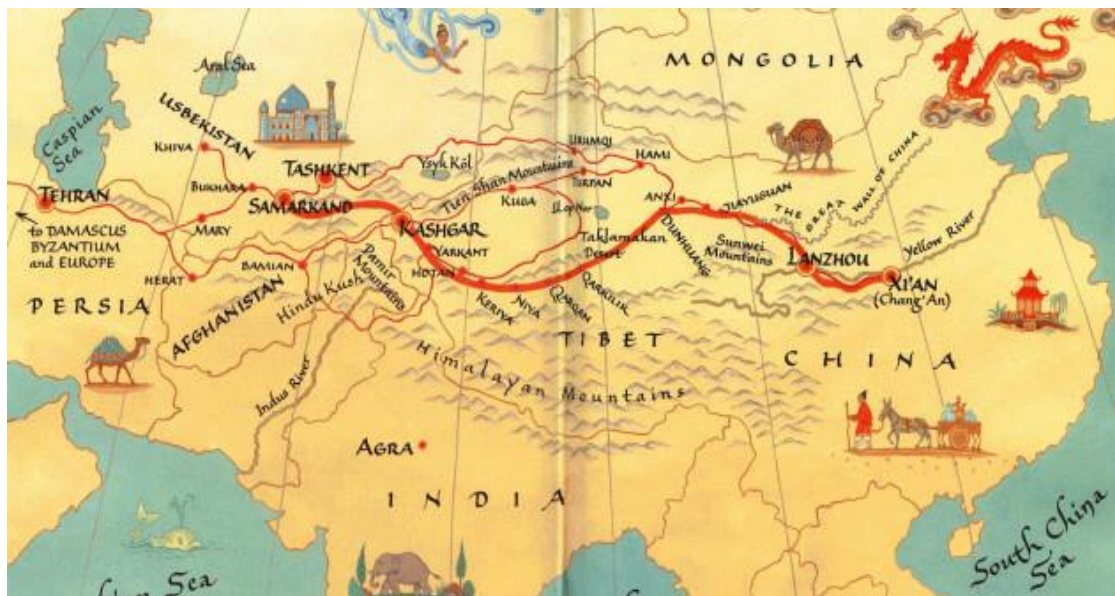 MONGOLIA
Aral Sea
Caspian
Sea
USBEKISTAN
KHIVA
TASHKENT
Ysyk Köl
URUMQI
HAMI
TURPAN
Tien Shan Mountains
KUGA
Lop Nor
ANXI
JIAYUGUAN
THE GREAT WALL OF CHINA
TEHRAN
BUKHARA
SAMARKAND
MARY
KASHGAR
YARKANT
HOTAN
Taklamakan
Desert
DUNHUANG
Sunwei
Mountains
LANZHOU
Yellow River
XI'AN
(Chang'An)
to DAMASCUS
BYZANTIUM
and EUROPE
HERAT
BAMIAN
Pamir
Mountains
Hindu Kush
KERIYA
NIYA
QARGAM
QARKILIK
PERSIA
AFGHANISTAN
TIBET
CHINA
Himalayan Mountains
Indus River
AGRA
INDIA
Sea
South China
Sea